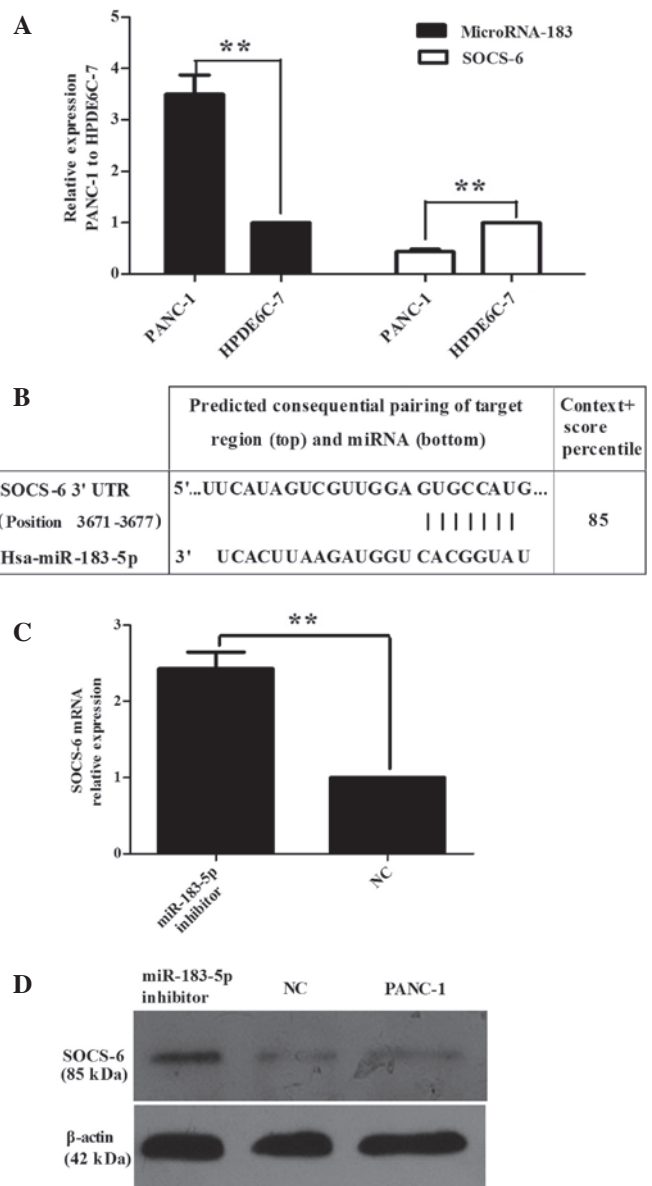 A
Relative expression
PANC-1 to HPDE6C-7
5
4
3
2
1
0
**
**
MicroRNA-183
SOCS-6
PANC-1
HPDE6C-7
PANC-1
HPDE6C-7
B
Predicted consequential pairing of target
region (top) and miRNA (bottom)
Context+
score
percentile
SOCS-6 3' UTR
5'...UUCAUAGUCGUUGGA GUGCCAUG...
(Position 3671-3677)
| | | | | | |
85
Hsa-miR-183-5p
3' UCACUUAAGAUGGU CACGGUAU
C
SOCS-6 mRNA
relative expression
3
2
1
0
**
miR-183-5p
inhibitor
NC
D
miR-183-5p
inhibitor
NC
PANC-1
SOCS-6
(85 kDa)
β-actin
(42 kDa)